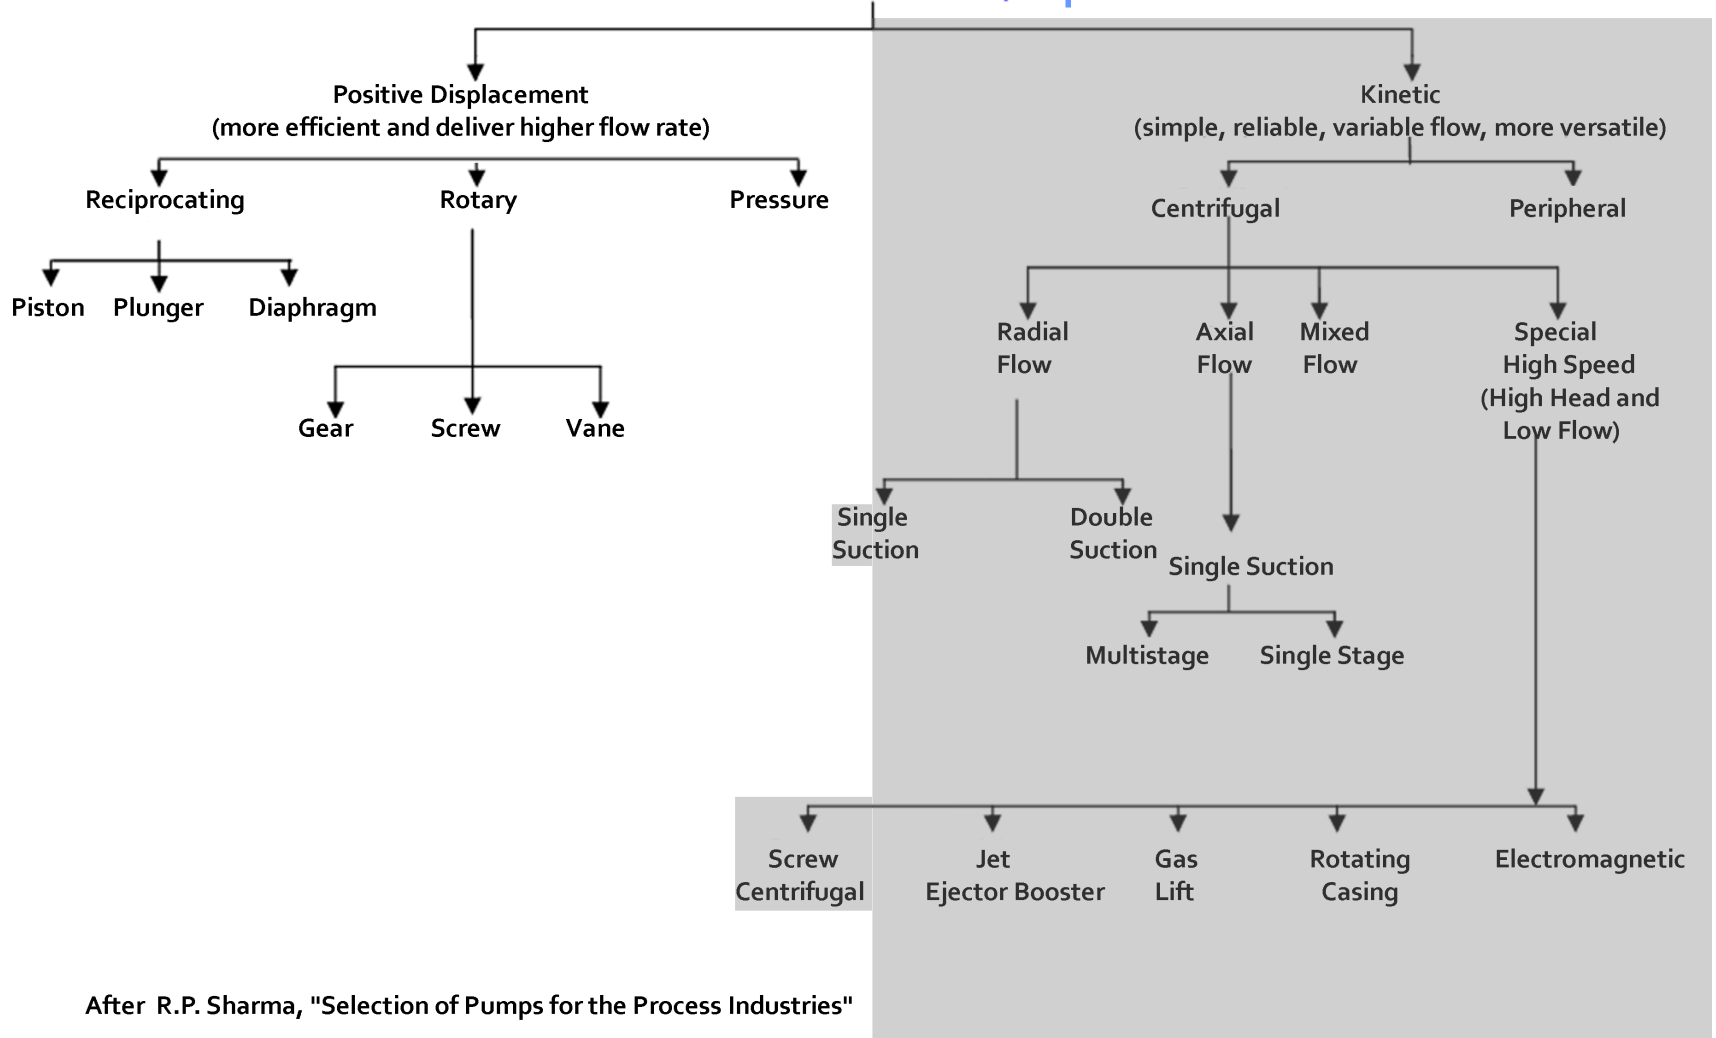 Positive Displacement
(more efficient and deliver higher flow rate)
Kinetic
(simple, reliable, variable flow, more versatile)
Reciprocating
Rotary
Pressure
Centrifugal
Peripheral
Piston
Plunger
Diaphragm
Radial
Flow
Axial
Flow
Mixed
Flow
Special
High Speed
(High Head and
Low Flow)
Gear
Screw
Vane
Single
Suction
Double
Suction
Single Suction
Multistage
Single Stage
Screw
Centrifugal
Jet
Ejector Booster
Gas
Lift
Rotating
Casing
Electromagnetic
After R.P. Sharma, "Selection of Pumps for the Process Industries"